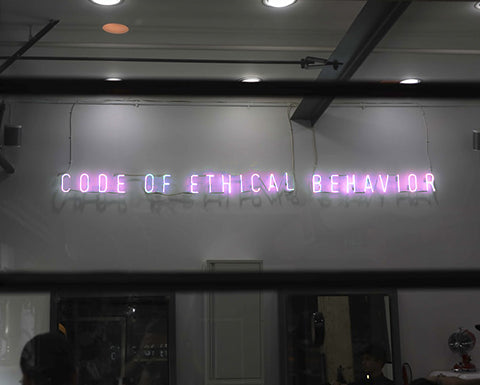 CODE OF ETHICAL BEHAVIOR